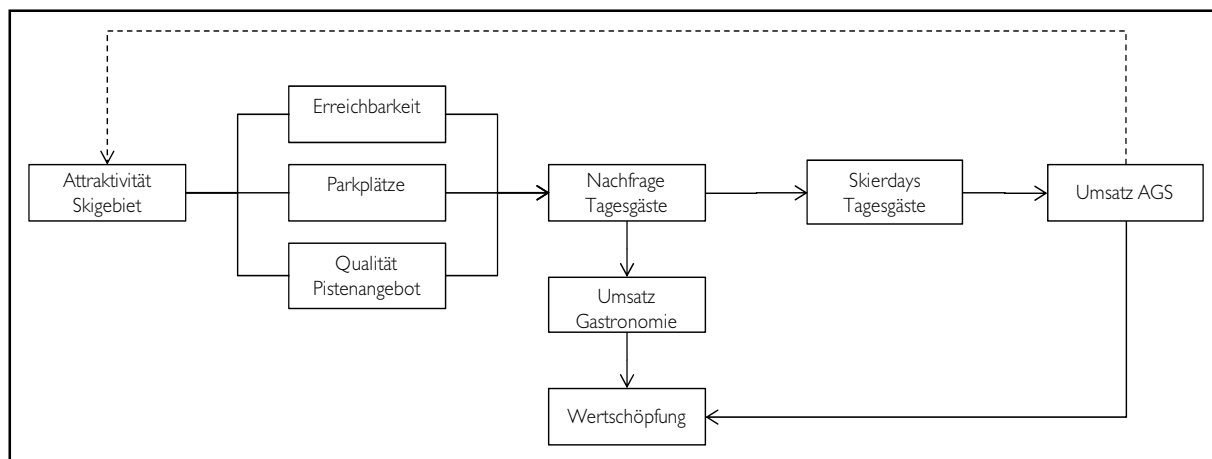 Erreichbarkeit
Attraktivität
Skigebiet
Parkplätze
Nachfrage
Tagesgäste
Skierdays
Tagesgäste
Umsatz AGS
Qualität
Pistenangebot
Umsatz
Gastronomie
Wertschöpfung